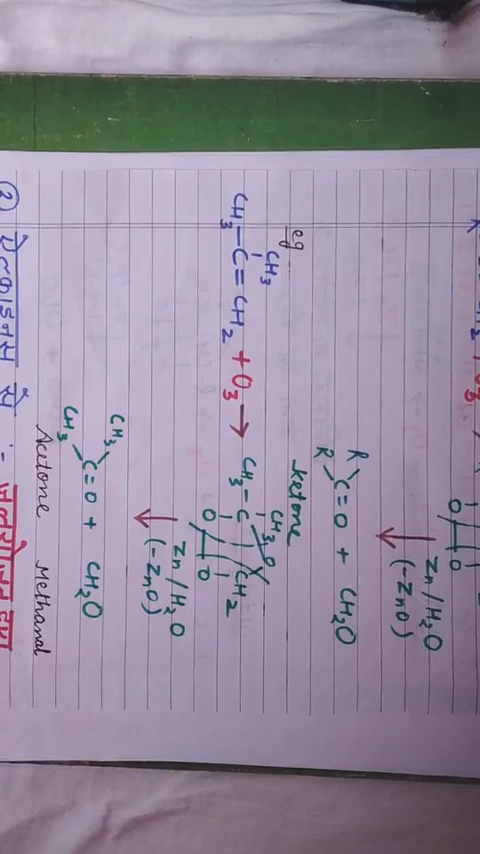 O₃
O — O
Zn/H₂O
(-ZnO)
R
R
C=O + CH₂O
ketone
eg
CH₃
CH₃-C=CH₂ + O₃ →
CH₃ O
CH₃-C CH₂
O — O
Zn/H₂O
(-ZnO)
CH₃
CH₃
C=O + CH₂O
Acetone Methanal
② ऐल्काइनस से :-